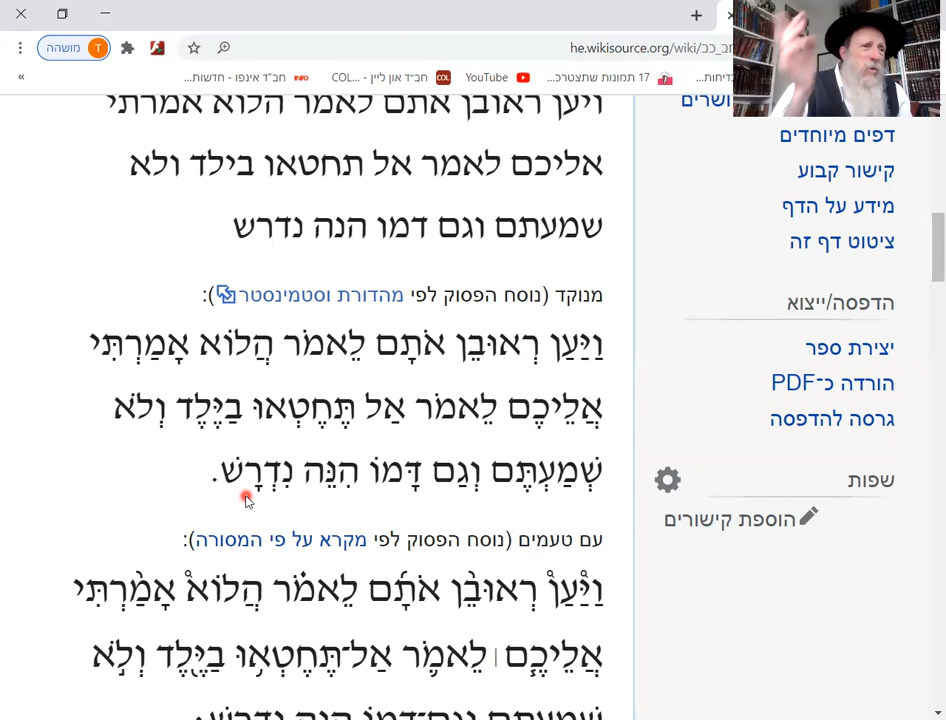 מושהה T
he.wikisource.org/wiki/
בדיחות...
17 תמונות שתצטרכ...
YouTube
חב״ד און ליין - COL...
חב״ד אינפו - חדשות...
»
ויען ראובן אתם לאמר הלוא אמרתי
אליכם לאמר אל תחטאו בילד ולא
שמעתם וגם דמו הנה נדרש
מנוקד (נוסח הפסוק לפי מהדורת וסטמינסטר):
וַיַּעַן רְאוּבֵן אֹתָם לֵאמֹר הֲלוֹא אָמַרְתִּי
אֲלֵיכֶם לֵאמֹר אַל תֶּחֶטְאוּ בַיֶּלֶד וְלֹא
שְׁמַעְתֶּם וְגַם דָּמוֹ הִנֵּה נִדְרָשׁ.
עם טעמים (נוסח הפסוק לפי מקרא על פי המסורה):
וַיַּ֩עַן֩ רְאוּבֵ֨ן אֹתָ֜ם לֵאמֹ֗ר הֲלוֹא֩ אָמַ֨רְתִּי
אֲלֵיכֶ֧ם ׀ לֵאמֹ֛ר אַל־תֶּחֶטְא֥וּ בַיֶּ֖לֶד וְלֹ֣א
שְׁמַעְתֶּ֑ם וְגַם־דָּמ֖וֹ הִנֵּ֥ה נִדְרָֽשׁ׃
דפים מיוחדים
קישור קבוע
מידע על הדף
ציטוט דף זה
הדפסה/ייצוא
יצירת ספר
הורדה כ־PDF
גרסה להדפסה
שפות
הוספת קישורים